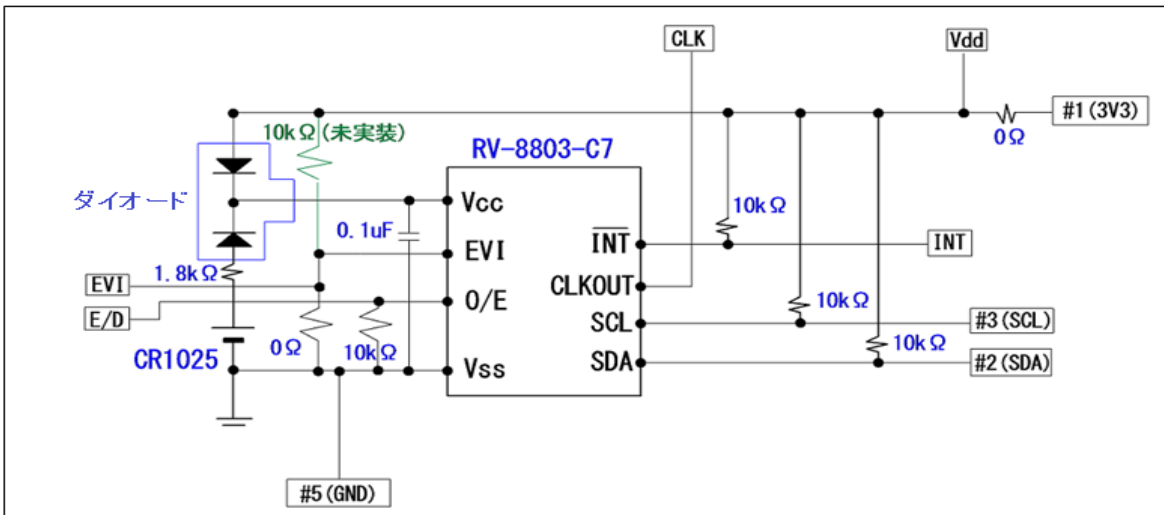 CLK
Vdd
10kΩ(未実装)
#1(3V3)
0Ω
RV-8803-C7
ダイオード
Vcc
10kΩ
0.1uF
INT
INT
EVI
1.8kΩ
EVI
CLKOUT
O/E
10kΩ
E/D
SCL
#3(SCL)
0Ω
10kΩ
10kΩ
CR1025
Vss
SDA
#2(SDA)
#5(GND)